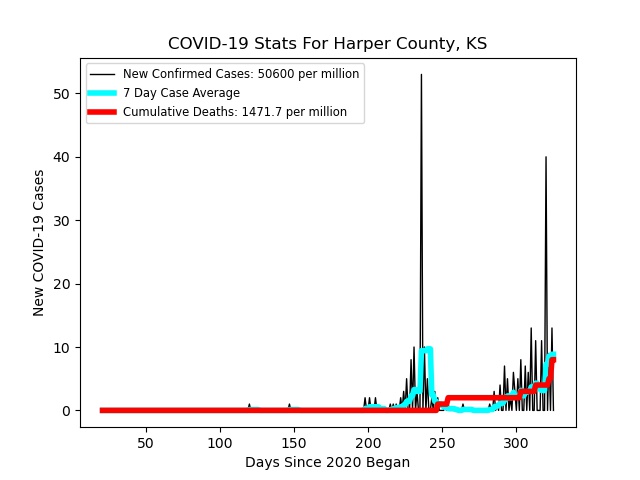 COVID-19 Stats For Harper County, KS
New Confirmed Cases: 50600 per million
7 Day Case Average
Cumulative Deaths: 1471.7 per million
New COVID-19 Cases
50
40
30
20
10
0
50 100 150 200 250 300
Days Since 2020 Began